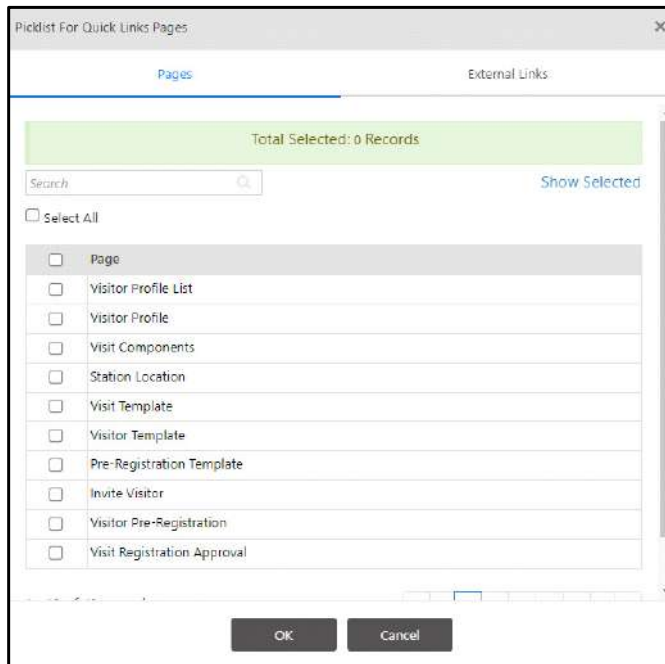 Picklist For Quick Links Pages
Pages External Links
Total Selected: 0 Records
Search Show Selected
Select All
Page
Visitor Profile List
Visitor Profile
Visit Components
Station Location
Visit Template
Visitor Template
Pre-Registration Template
Invite Visitor
Visitor Pre-Registration
Visit Registration Approval
OK Cancel